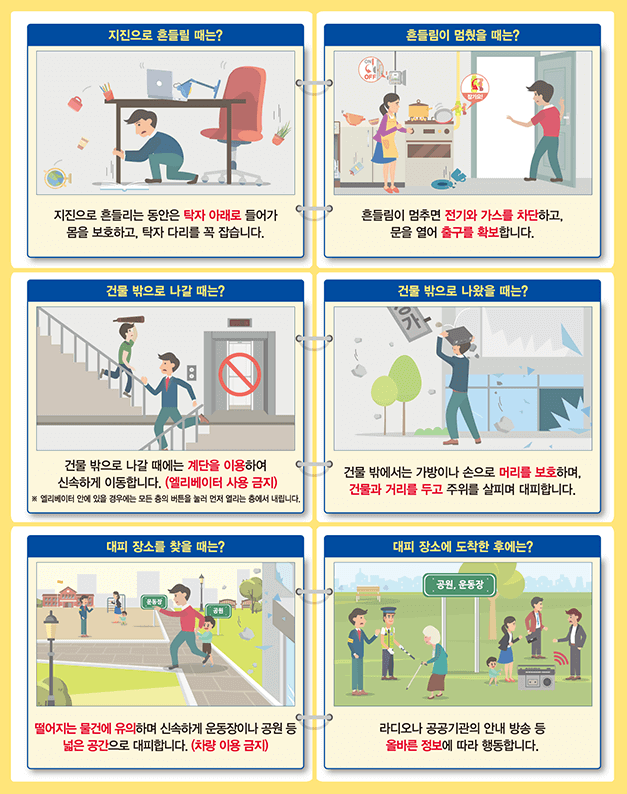 지진으로 흔들릴 때는?
지진으로 흔들리는 동안은 탁자 아래로 들어가
몸을 보호하고, 탁자 다리를 꼭 잡습니다.
흔들림이 멈췄을 때는?
ON
OFF
잠가요!
흔들림이 멈추면 전기와 가스를 차단하고,
문을 열어 출구를 확보합니다.
건물 밖으로 나갈 때는?
건물 밖으로 나갈 때에는 계단을 이용하여
신속하게 이동합니다. (엘리베이터 사용 금지)
※ 엘리베이터 안에 있을 경우에는 모든 층의 버튼을 눌러 먼저 열리는 층에서 내립니다.
건물 밖으로 나왔을 때는?
상가
건물 밖에서는 가방이나 손으로 머리를 보호하며,
건물과 거리를 두고 주위를 살피며 대피합니다.
대피 장소를 찾을 때는?
운동장
공원
떨어지는 물건에 유의하며 신속하게 운동장이나 공원 등
넓은 공간으로 대피합니다. (차량 이용 금지)
대피 장소에 도착한 후에는?
공원, 운동장
라디오나 공공기관의 안내 방송 등
올바른 정보에 따라 행동합니다.